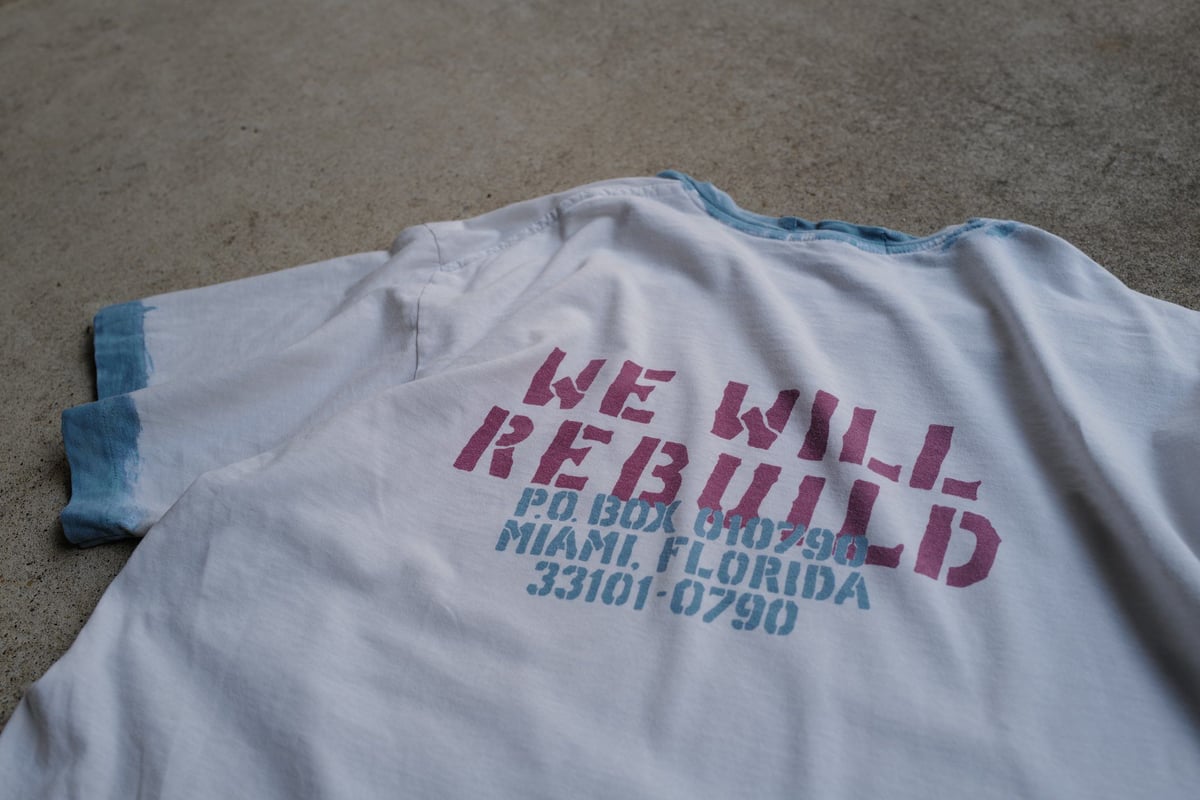 WE WILL
REBUILD
P.O. BOX 010790
MIAMI, FLORIDA
33101-0790